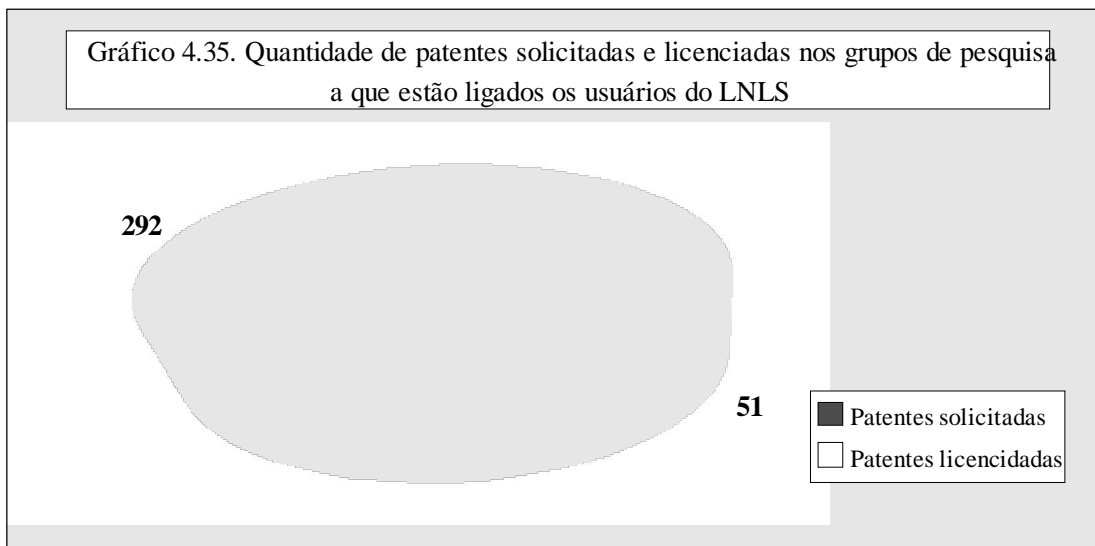 Gráfico 4.35. Quantidade de patentes solicitadas e licenciadas nos grupos de pesquisa
a que estão ligados os usuários do LNLS
292
51
Patentes solicitadas
Patentes licencidadas